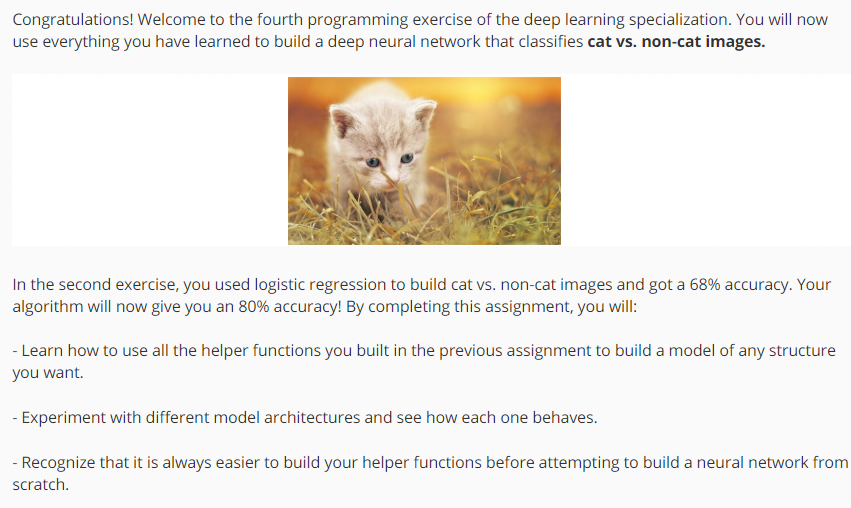 Congratulations! Welcome to the fourth programming exercise of the deep learning specialization. You will now
use everything you have learned to build a deep neural network that classifies cat vs. non-cat images.
In the second exercise, you used logistic regression to build cat vs. non-cat images and got a 68% accuracy. Your
algorithm will now give you an 80% accuracy! By completing this assignment, you will:
- Learn how to use all the helper functions you built in the previous assignment to build a model of any structure
you want.
- Experiment with different model architectures and see how each one behaves.
- Recognize that it is always easier to build your helper functions before attempting to build a neural network from
scratch.